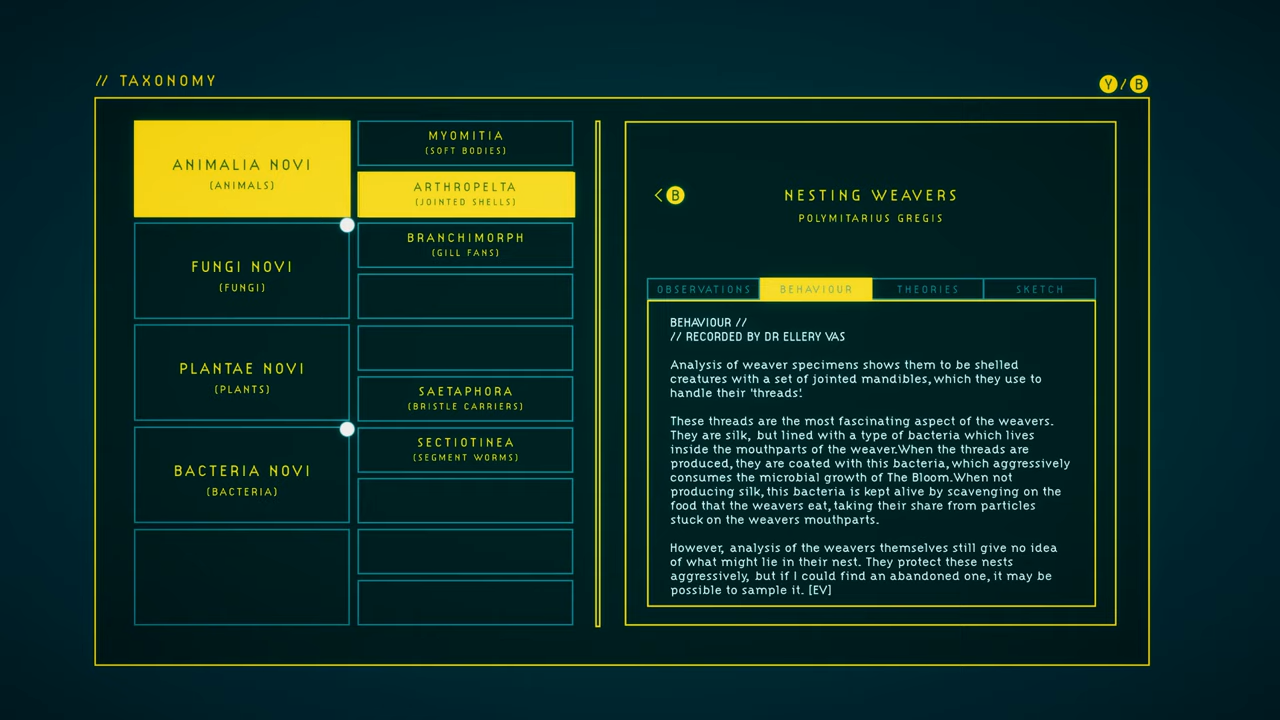 // TAXONOMY
Y / B
ANIMALIA NOVI
(ANIMALS)
FUNGI NOVI
(FUNGI)
PLANTAE NOVI
(PLANTS)
BACTERIA NOVI
(BACTERIA)
MYOMITIA
(SOFT BODIES)
ARTHROPELTA
(JOINTED SHELLS)
BRANCHIMORPH
(GILL FANS)
SAETAPHORA
(BRISTLE CARRIERS)
SECTIOTINEA
(SEGMENT WORMS)
B
NESTING WEAVERS
POLYMITARIUS GREGIS
OBSERVATIONS
BEHAVIOUR
THEORIES
SKETCH
BEHAVIOUR //
// RECORDED BY DR ELLERY VAS
Analysis of weaver specimens shows them to be shelled
creatures with a set of jointed mandibles, which they use to
handle their 'threads'.
These threads are the most fascinating aspect of the weavers.
They are silk, but lined with a type of bacteria which lives
inside the mouthparts of the weaver. When the threads are
produced, they are coated with this bacteria, which aggressively
consumes the microbial growth of The Bloom. When not
producing silk, this bacteria is kept alive by scavenging on the
food that the weavers eat, taking their share from particles
stuck on the weavers mouthparts.
However, analysis of the weavers themselves still give no idea
of what might lie in their nest. They protect these nests
aggressively, but if I could find an abandoned one, it may be
possible to sample it. [EV]